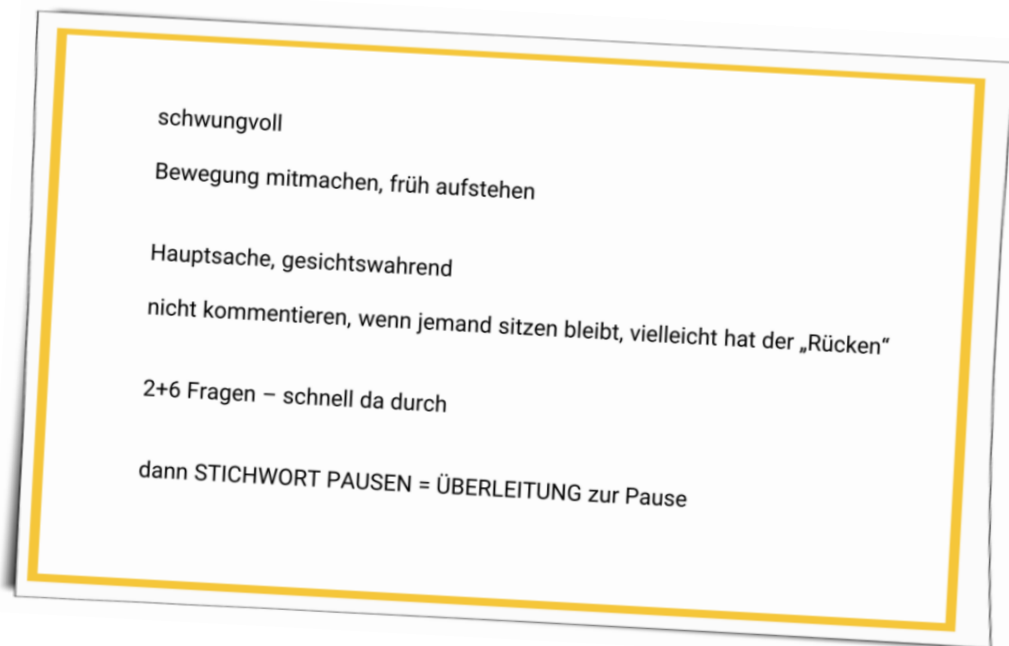 schwungvoll
Bewegung mitmachen, früh aufstehen
Hauptsache, gesichtswahrend
nicht kommentieren, wenn jemand sitzen bleibt, vielleicht hat der „Rücken“
2+6 Fragen – schnell da durch
dann STICHWORT PAUSEN = ÜBERLEITUNG zur Pause